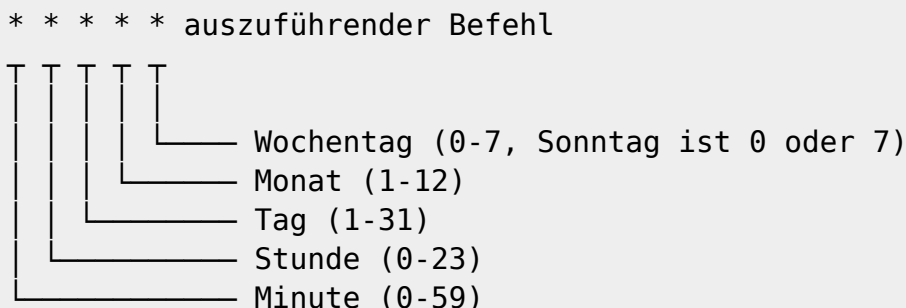 * * * * * auszuführender Befehl
Wochentag (0-7, Sonntag ist 0 oder 7)
Monat (1-12)
Tag (1-31)
Stunde (0-23)
Minute (0-59)